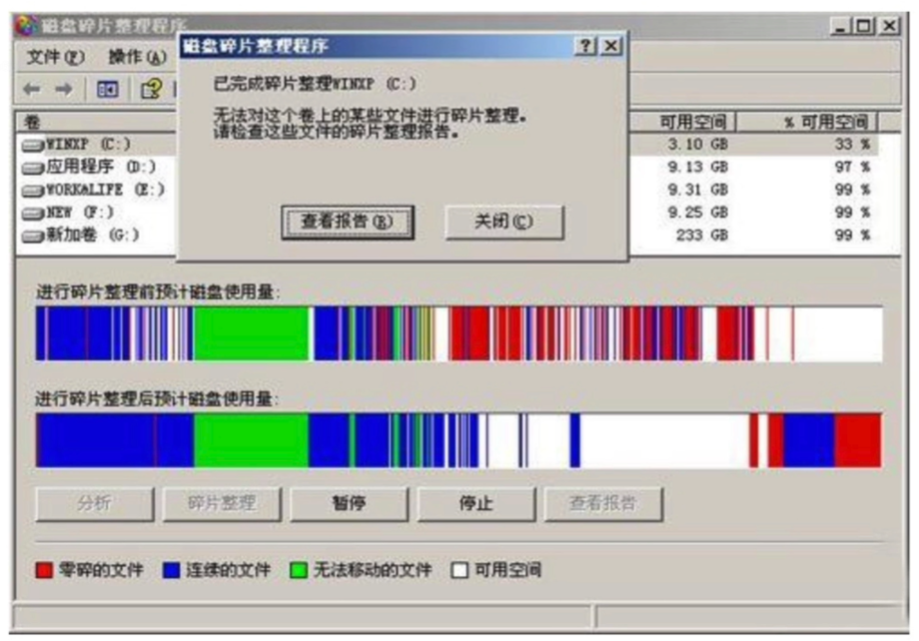 磁盘碎片整理程序
文件(F) 操作(A)
磁盘碎片整理程序
已完成碎片整理WINXP (C:)
无法对这个卷上的某些文件进行碎片整理。
请检查这些文件的碎片整理报告。
查看报告(R) 关闭(C)
卷 可用空间 % 可用空间
WINXP (C:) 3.10 GB 33 %
应用程序 (D:) 9.13 GB 97 %
WORK&LIFE (E:) 9.31 GB 99 %
NEW (F:) 9.25 GB 99 %
新加卷 (G:) 233 GB 99 %
进行碎片整理前预计磁盘使用量:
进行碎片整理后预计磁盘使用量:
分析 碎片整理 暂停 停止 查看报告
零碎的文件 连续的文件 无法移动的文件 可用空间